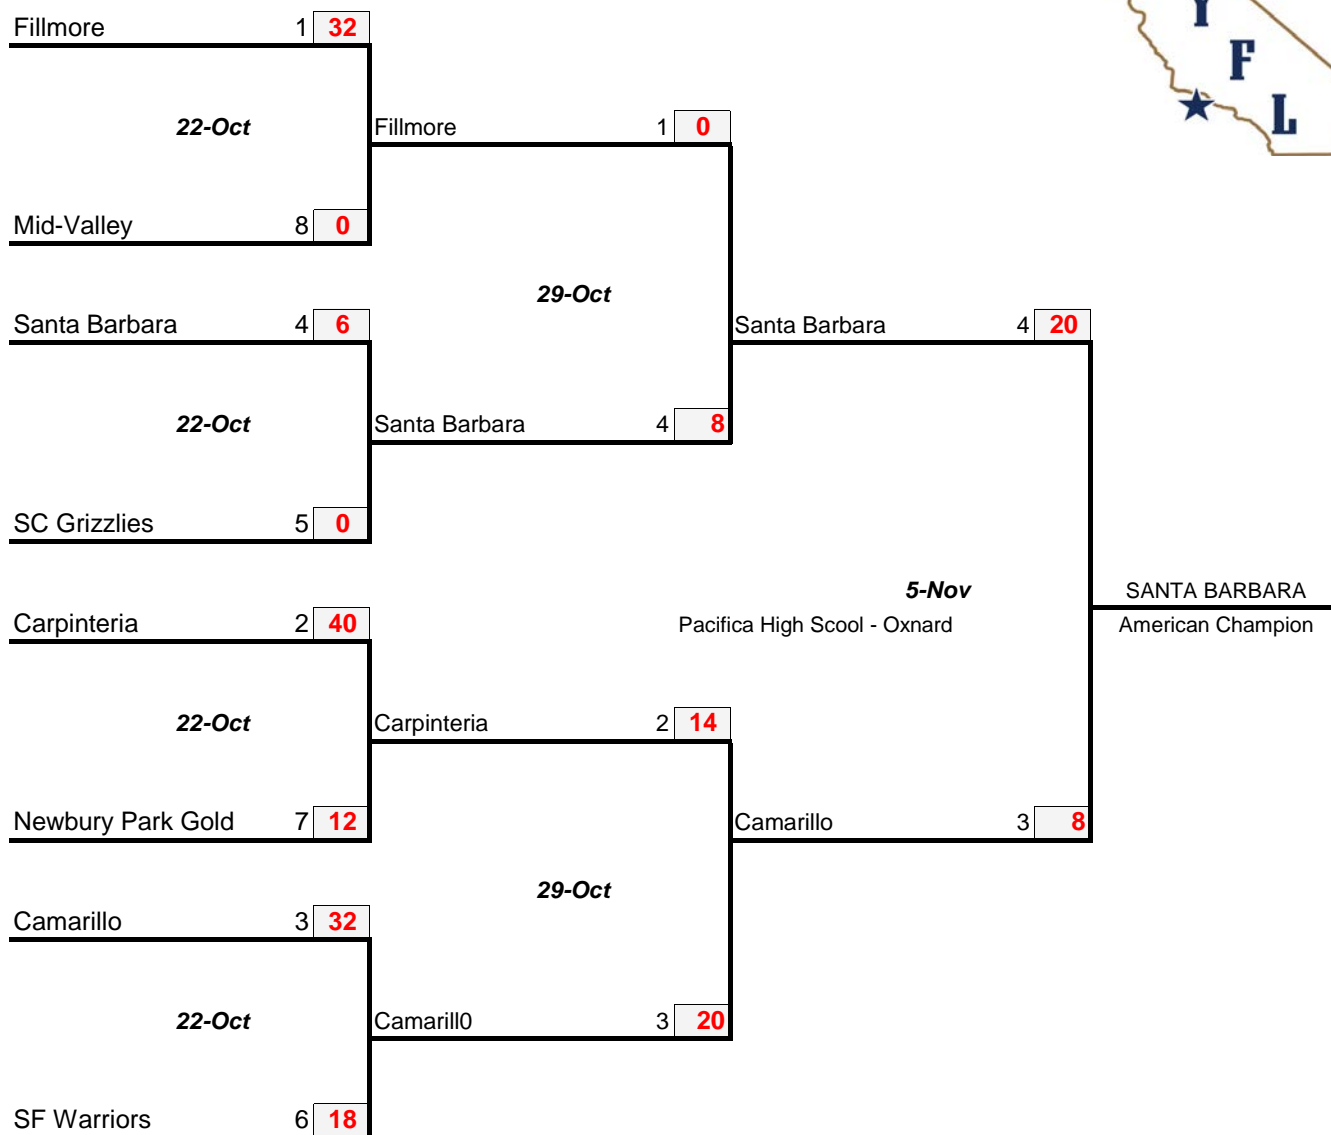 Fillmore 1 32
Y
F
L
22-Oct
Fillmore 1 0
Mid-Valley 8 0
29-Oct
Santa Barbara 4 6
Santa Barbara 4 20
22-Oct
Santa Barbara 4 8
SC Grizzlies 5 0
5-Nov
SANTA BARBARA
Carpinteria 2 40
Pacifica High Scool - Oxnard
American Champion
22-Oct
Carpinteria 2 14
Newbury Park Gold 7 12
Camarillo 3 8
29-Oct
Camarillo 3 32
22-Oct
Camarill0 3 20
SF Warriors 6 18